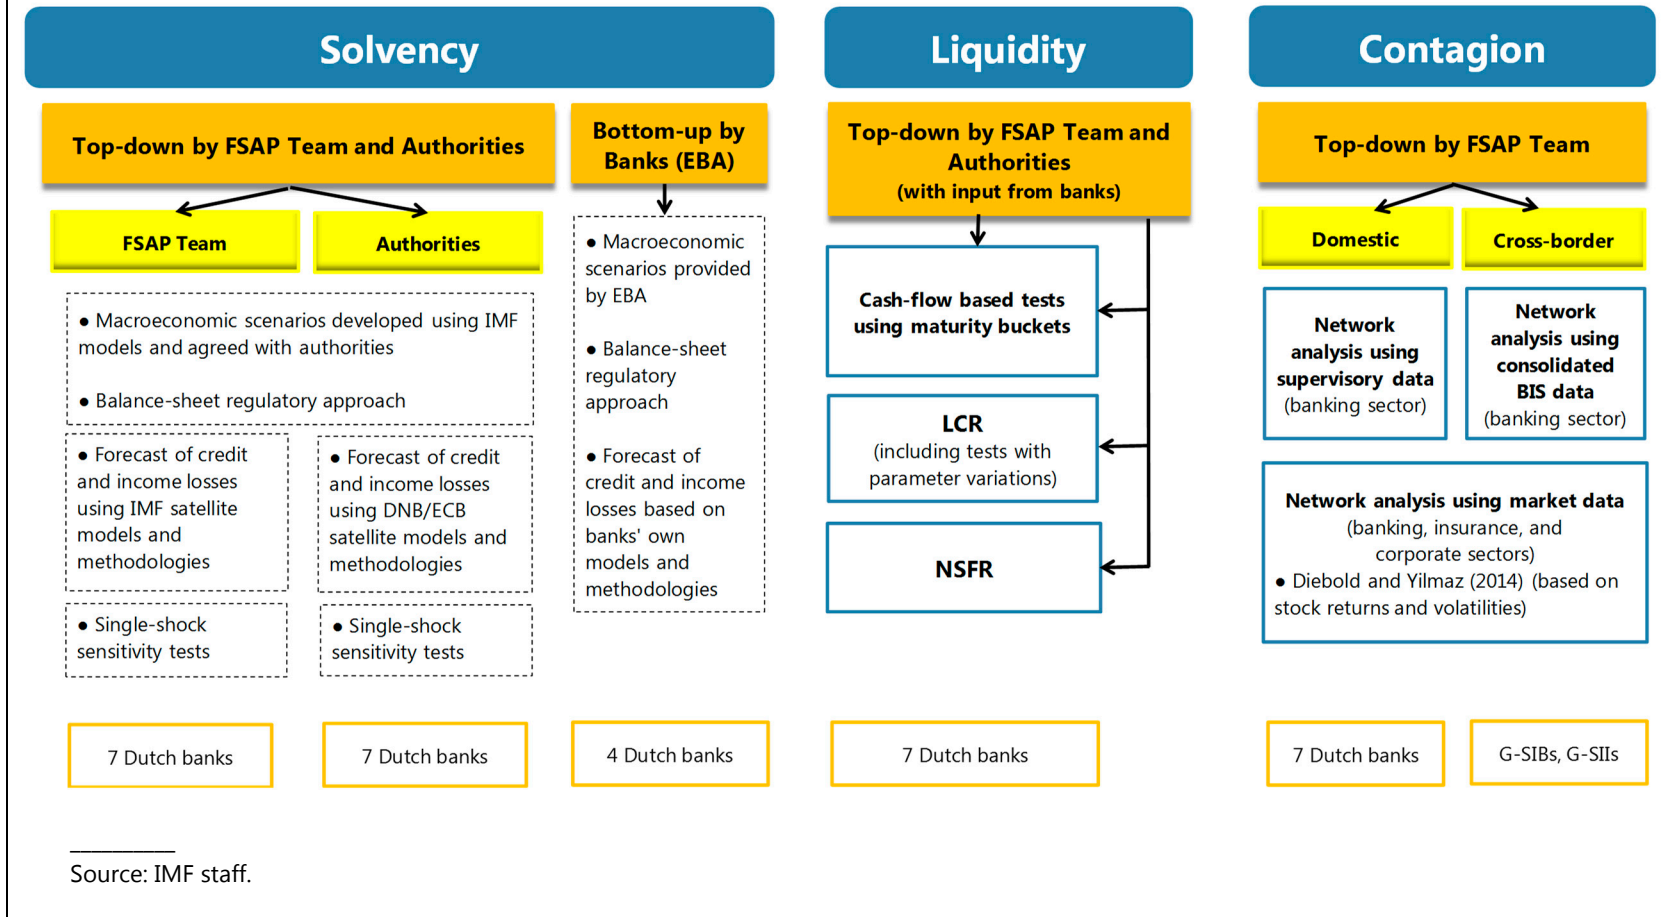 Solvency
Top-down by FSAP Team and Authorities
FSAP Team
Authorities
● Macroeconomic scenarios developed using IMF
models and agreed with authorities
● Balance-sheet regulatory approach
● Forecast of credit
and income losses
using IMF satellite
models and
methodologies
● Forecast of credit
and income losses
using DNB/ECB
satellite models and
methodologies
● Single-shock
sensitivity tests
● Single-shock
sensitivity tests
7 Dutch banks
7 Dutch banks
Bottom-up by
Banks (EBA)
● Macroeconomic
scenarios provided
by EBA
● Balance-sheet
regulatory
approach
● Forecast of
credit and income
losses based on
banks' own
models and
methodologies
4 Dutch banks
Liquidity
Top-down by FSAP Team and
Authorities
(with input from banks)
Cash-flow based tests
using maturity buckets
LCR
(including tests with
parameter variations)
NSFR
7 Dutch banks
Contagion
Top-down by FSAP Team
Domestic
Cross-border
Network
analysis using
supervisory data
(banking sector)
Network
analysis using
consolidated
BIS data
(banking sector)
Network analysis using market data
(banking, insurance, and
corporate sectors)
● Diebold and Yilmaz (2014) (based on
stock returns and volatilities)
7 Dutch banks
G-SIBs, G-SIIs
Source: IMF staff.